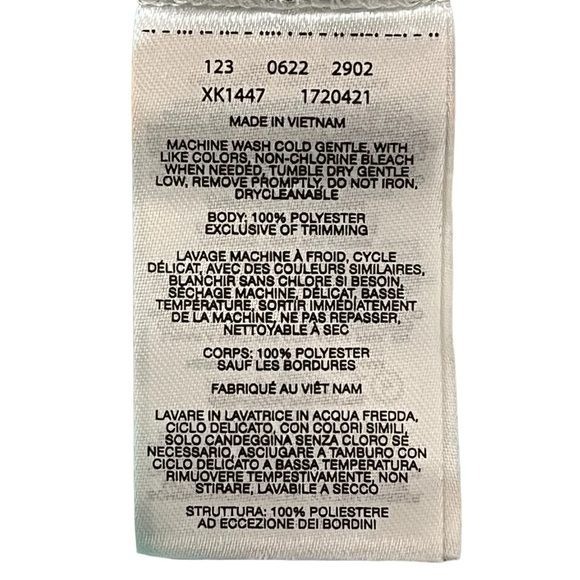 123 0622 2902
XK1447 1720421
MADE IN VIETNAM
MACHINE WASH COLD GENTLE, WITH
LIKE COLORS, NON-CHLORINE BLEACH
WHEN NEEDED, TUMBLE DRY GENTLE
LOW, REMOVE PROMPTLY, DO NOT IRON,
DRYCLEANABLE
BODY: 100% POLYESTER
EXCLUSIVE OF TRIMMING
LAVAGE MACHINE À FROID, CYCLE
DÉLICAT, AVEC DES COULEURS SIMILAIRES,
BLANCHIR SANS CHLORE SI BESOIN,
SÉCHAGE MACHINE, DÉLICAT, BASSE
TEMPÉRATURE, SORTIR IMMÉDIATEMENT
DE LA MACHINE, NE PAS REPASSER,
NETTOYABLE À SEC
CORPS: 100% POLYESTER
SAUF LES BORDURES
FABRIQUÉ AU VIÊT NAM
LAVARE IN LAVATRICE IN ACQUA FREDDA,
CICLO DELICATO, CON COLORI SIMILI,
SOLO CANDEGGINA SENZA CLORO SE
NECESSARIO, ASCIUGARE A TAMBURO CON
CICLO DELICATO A BASSA TEMPERATURA,
RIMUOVERE TEMPESTIVAMENTE, NON
STIRARE, LAVABILE A SECCO
STRUTTURA: 100% POLIESTERE
AD ECCEZIONE DEI BORDINI